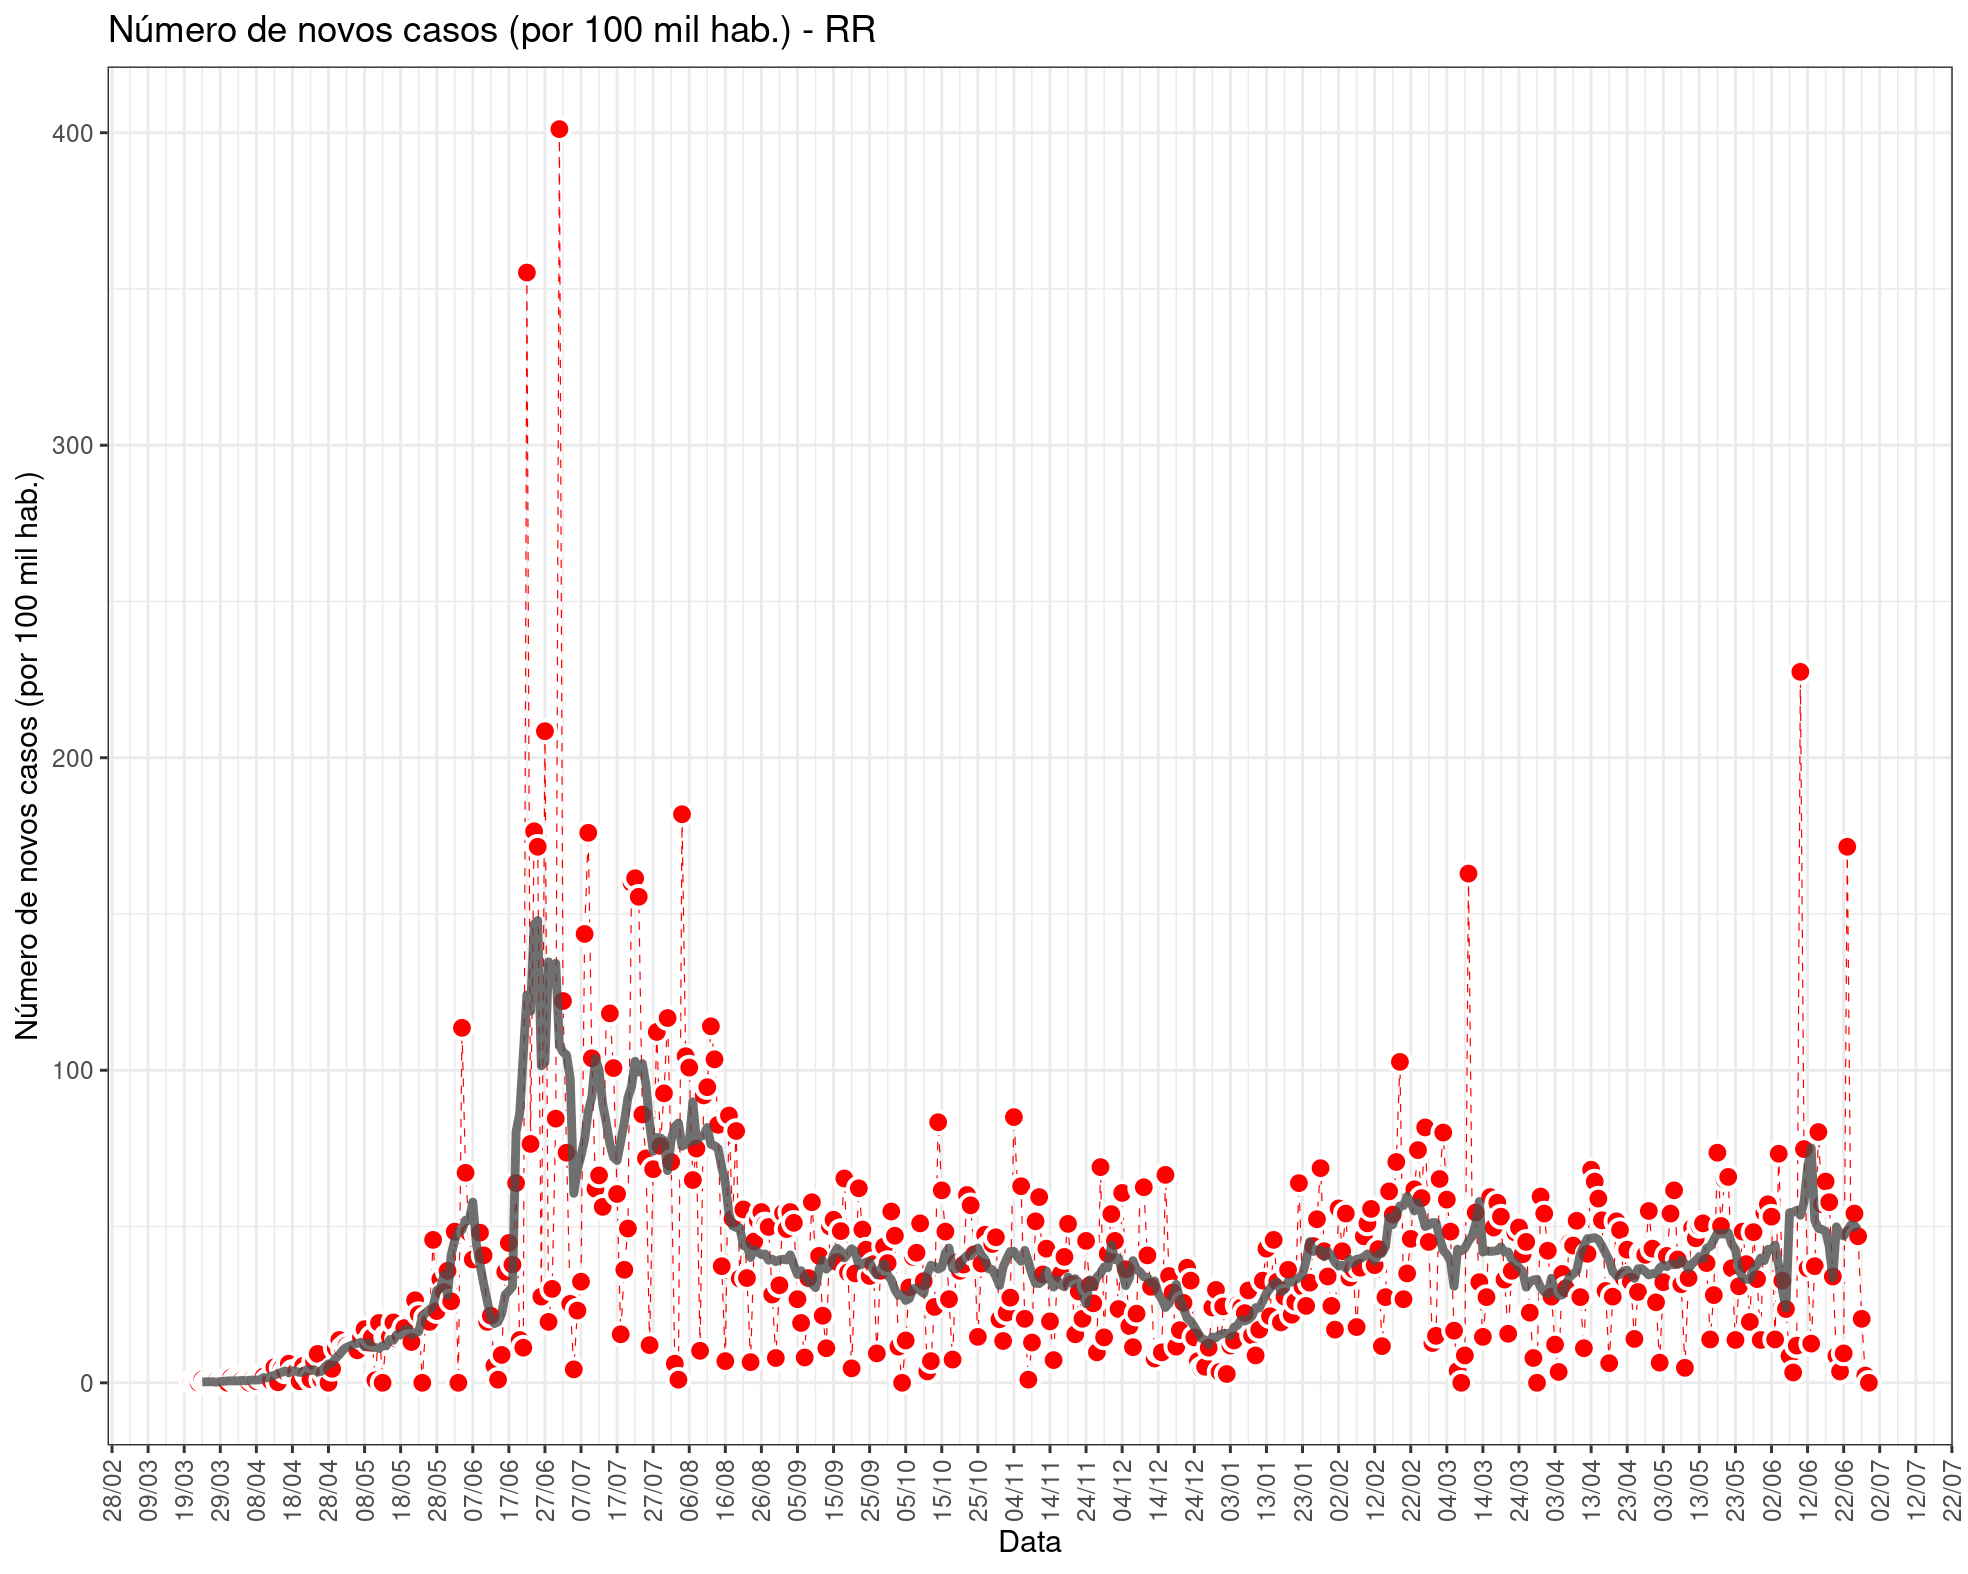 Número de novos casos (por 100 mil hab.) - RR
Número de novos casos (por 100 mil hab.)
400
300
200
100
0
28/02 09/03 19/03 29/03 08/04 18/04 28/04 08/05 18/05 28/05 07/06 17/06 27/06 07/07 17/07 27/07 06/08 16/08 26/08 05/09 15/09 25/09 05/10 15/10 25/10 04/11 14/11 24/11 04/12 14/12 24/12 03/01 13/01 23/01 02/02 12/02 22/02 04/03 14/03 24/03 03/04 13/04 23/04 03/05 13/05 23/05 02/06 12/06 22/06 02/07 12/07 22/07
Data